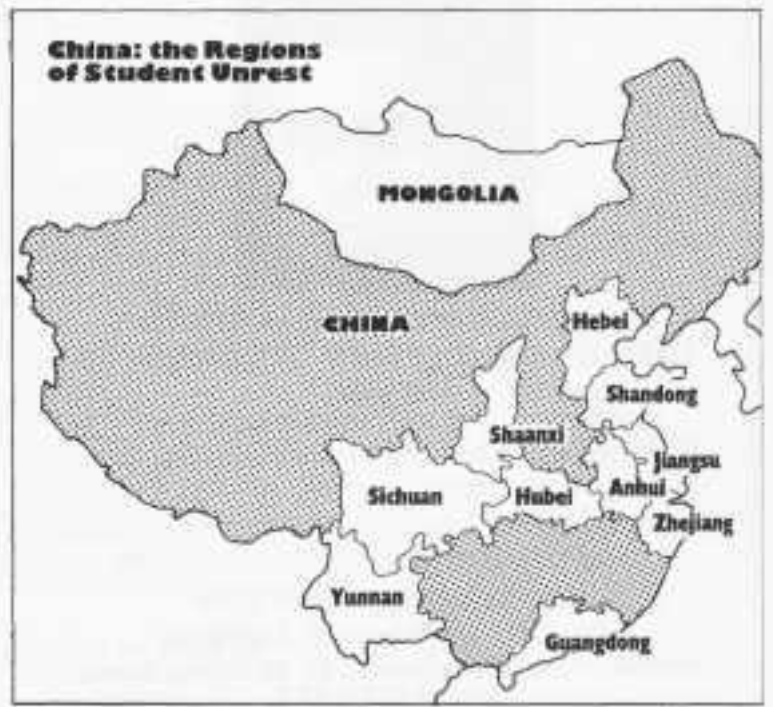 China: the Regions
of Student Unrest
MONGOLIA
CHINA
Hebei
Shandong
Shaanxi
Jiangsu
Sichuan
Hubei
Anhui
Zhejiang
Yunnan
Guangdong